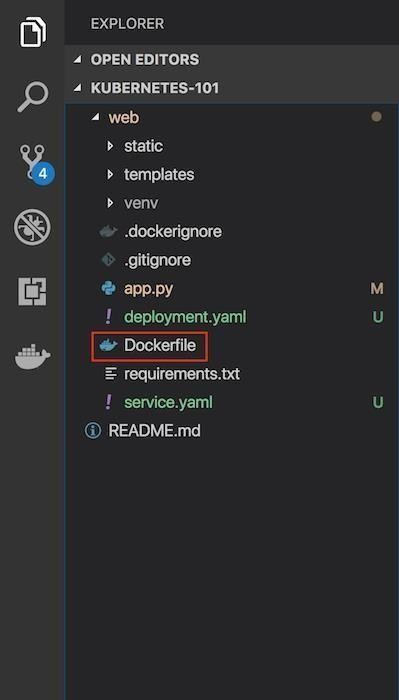 EXPLORER
OPEN EDITORS
KUBERNETES-101
web
static
templates
4
venv
.dockerignore
.gitignore
app.py M
deployment.yaml U
Dockerfile
requirements.txt
service.yaml U
README.md